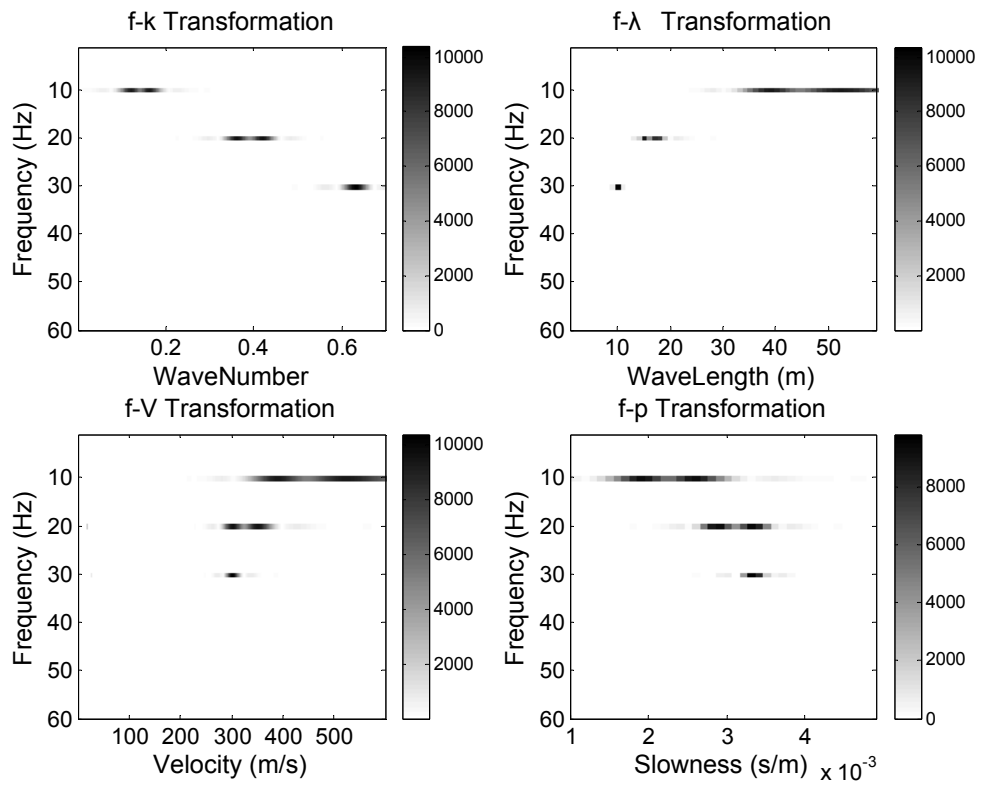 f-k Transformation
10
20
30
40
50
60
0.2 0.4 0.6
WaveNumber
Frequency (Hz)
10000
8000
6000
4000
2000
0
f-λ Transformation
10
20
30
40
50
60
10 20 30 40 50
WaveLength (m)
Frequency (Hz)
10000
8000
6000
4000
2000
f-V Transformation
10
20
30
40
50
60
100 200 300 400 500
Velocity (m/s)
Frequency (Hz)
10000
8000
6000
4000
2000
f-p Transformation
10
20
30
40
50
60
1 2 3 4
Slowness (s/m) x 10⁻³
Frequency (Hz)
8000
6000
4000
2000
0